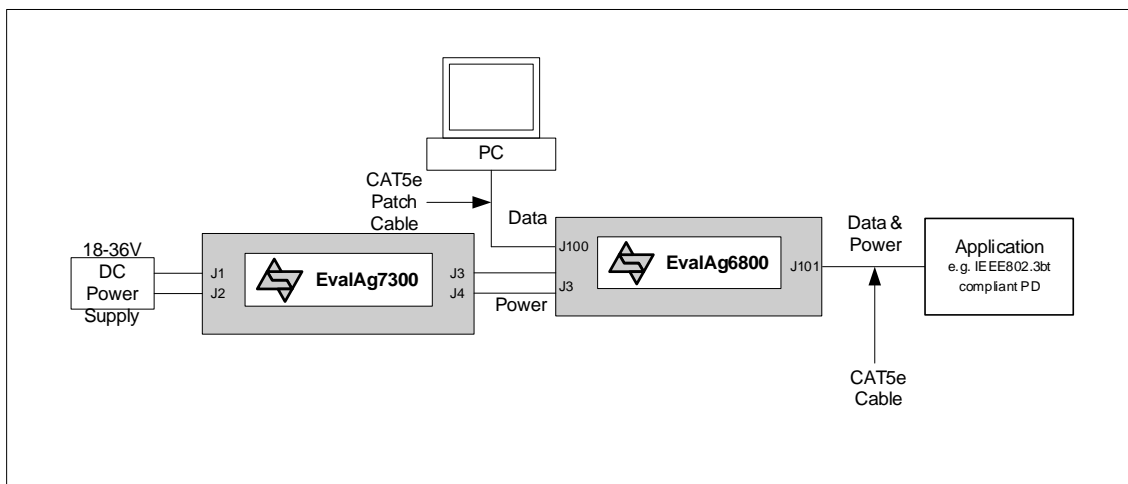 PC
CAT5e
Patch
Cable
Data
18-36V
DC
Power
Supply
J1
J2
EvalAg7300
J3
J4
Power
J100
J3
EvalAg6800
J101
Data &
Power
Application
e.g. IEEE802.3bt
compliant PD
CAT5e
Cable